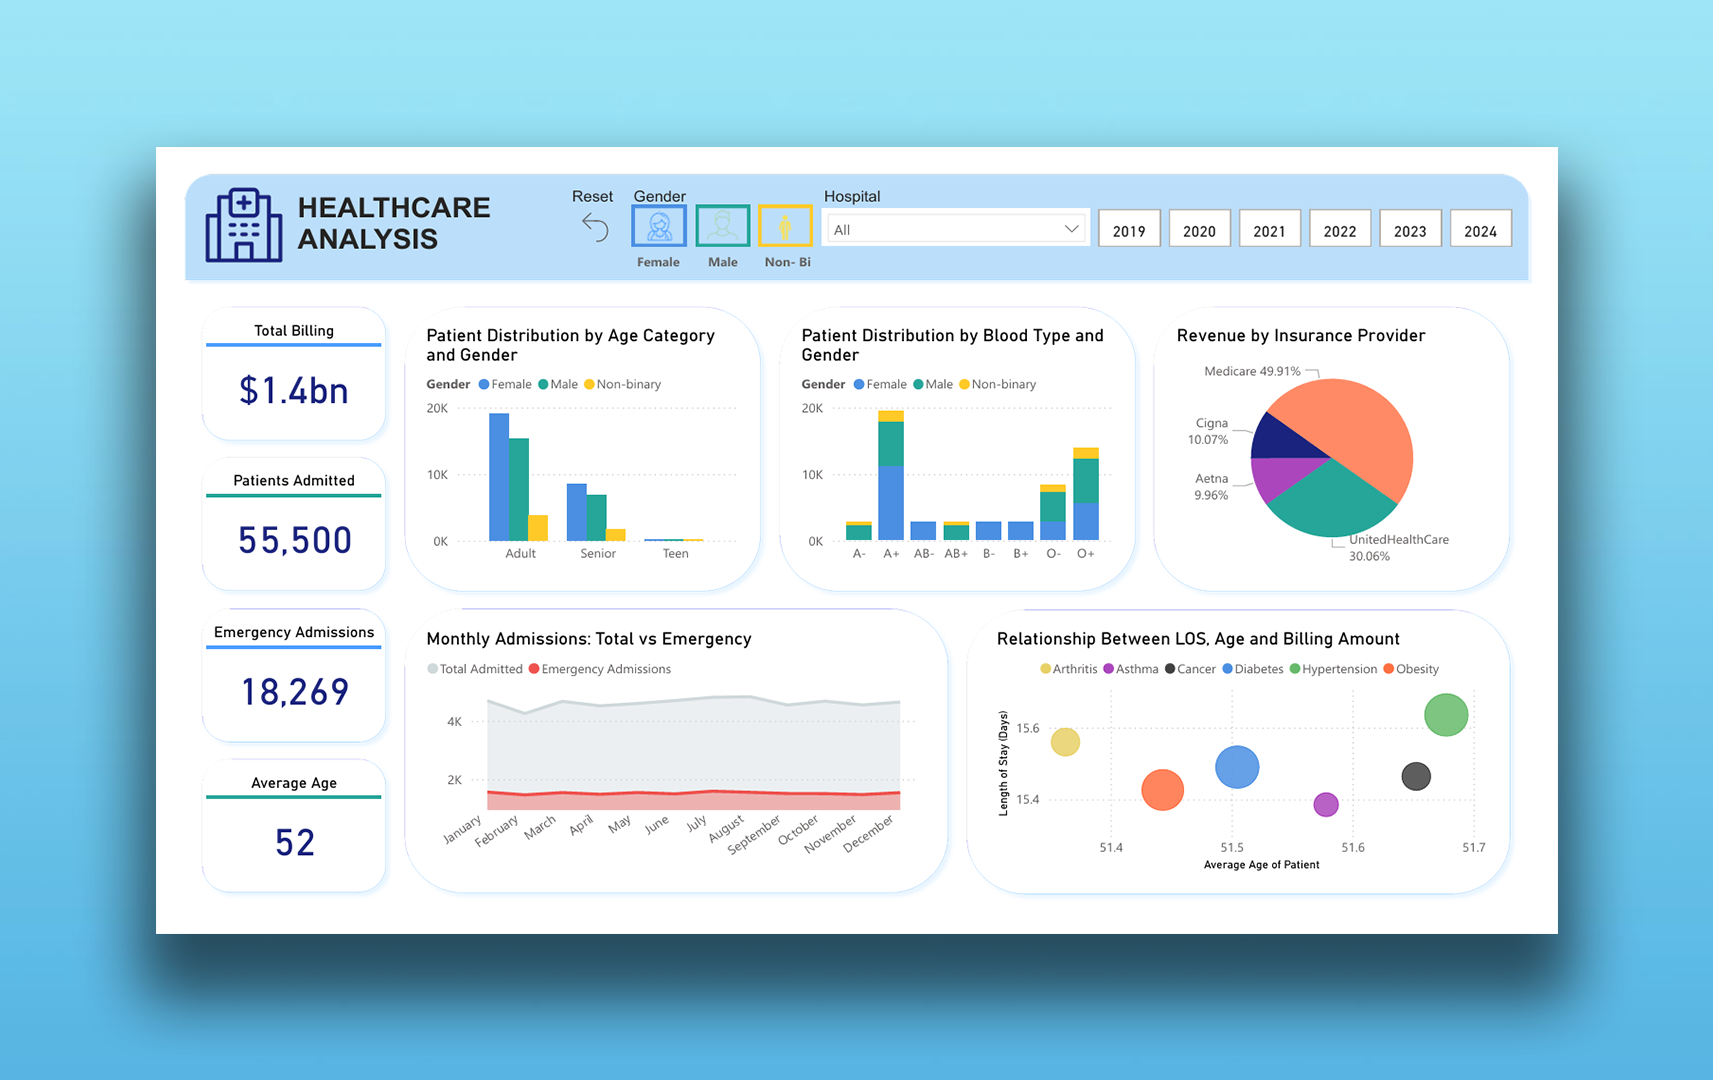 HEALTHCARE
ANALYSIS
Reset
Gender
Female
Male
Non- Bi
Hospital
All
2019
2020
2021
2022
2023
2024
Total Billing
$1.4bn
Patients Admitted
55,500
Emergency Admissions
18,269
Average Age
52
Patient Distribution by Age Category
and Gender
Gender Female Male Non-binary
20K
10K
0K
Adult Senior Teen
Patient Distribution by Blood Type and
Gender
Gender Female Male Non-binary
20K
10K
0K
A- A+ AB- AB+ B- B+ O- O+
Revenue by Insurance Provider
Medicare 49.91%
Cigna
10.07%
Aetna
9.96%
UnitedHealthCare
30.06%
Monthly Admissions: Total vs Emergency
Total Admitted Emergency Admissions
4K
2K
January February March April May June July August September October November December
Relationship Between LOS, Age and Billing Amount
Arthritis Asthma Cancer Diabetes Hypertension Obesity
Length of Stay (Days)
15.6
15.4
51.4 51.5 51.6 51.7
Average Age of Patient